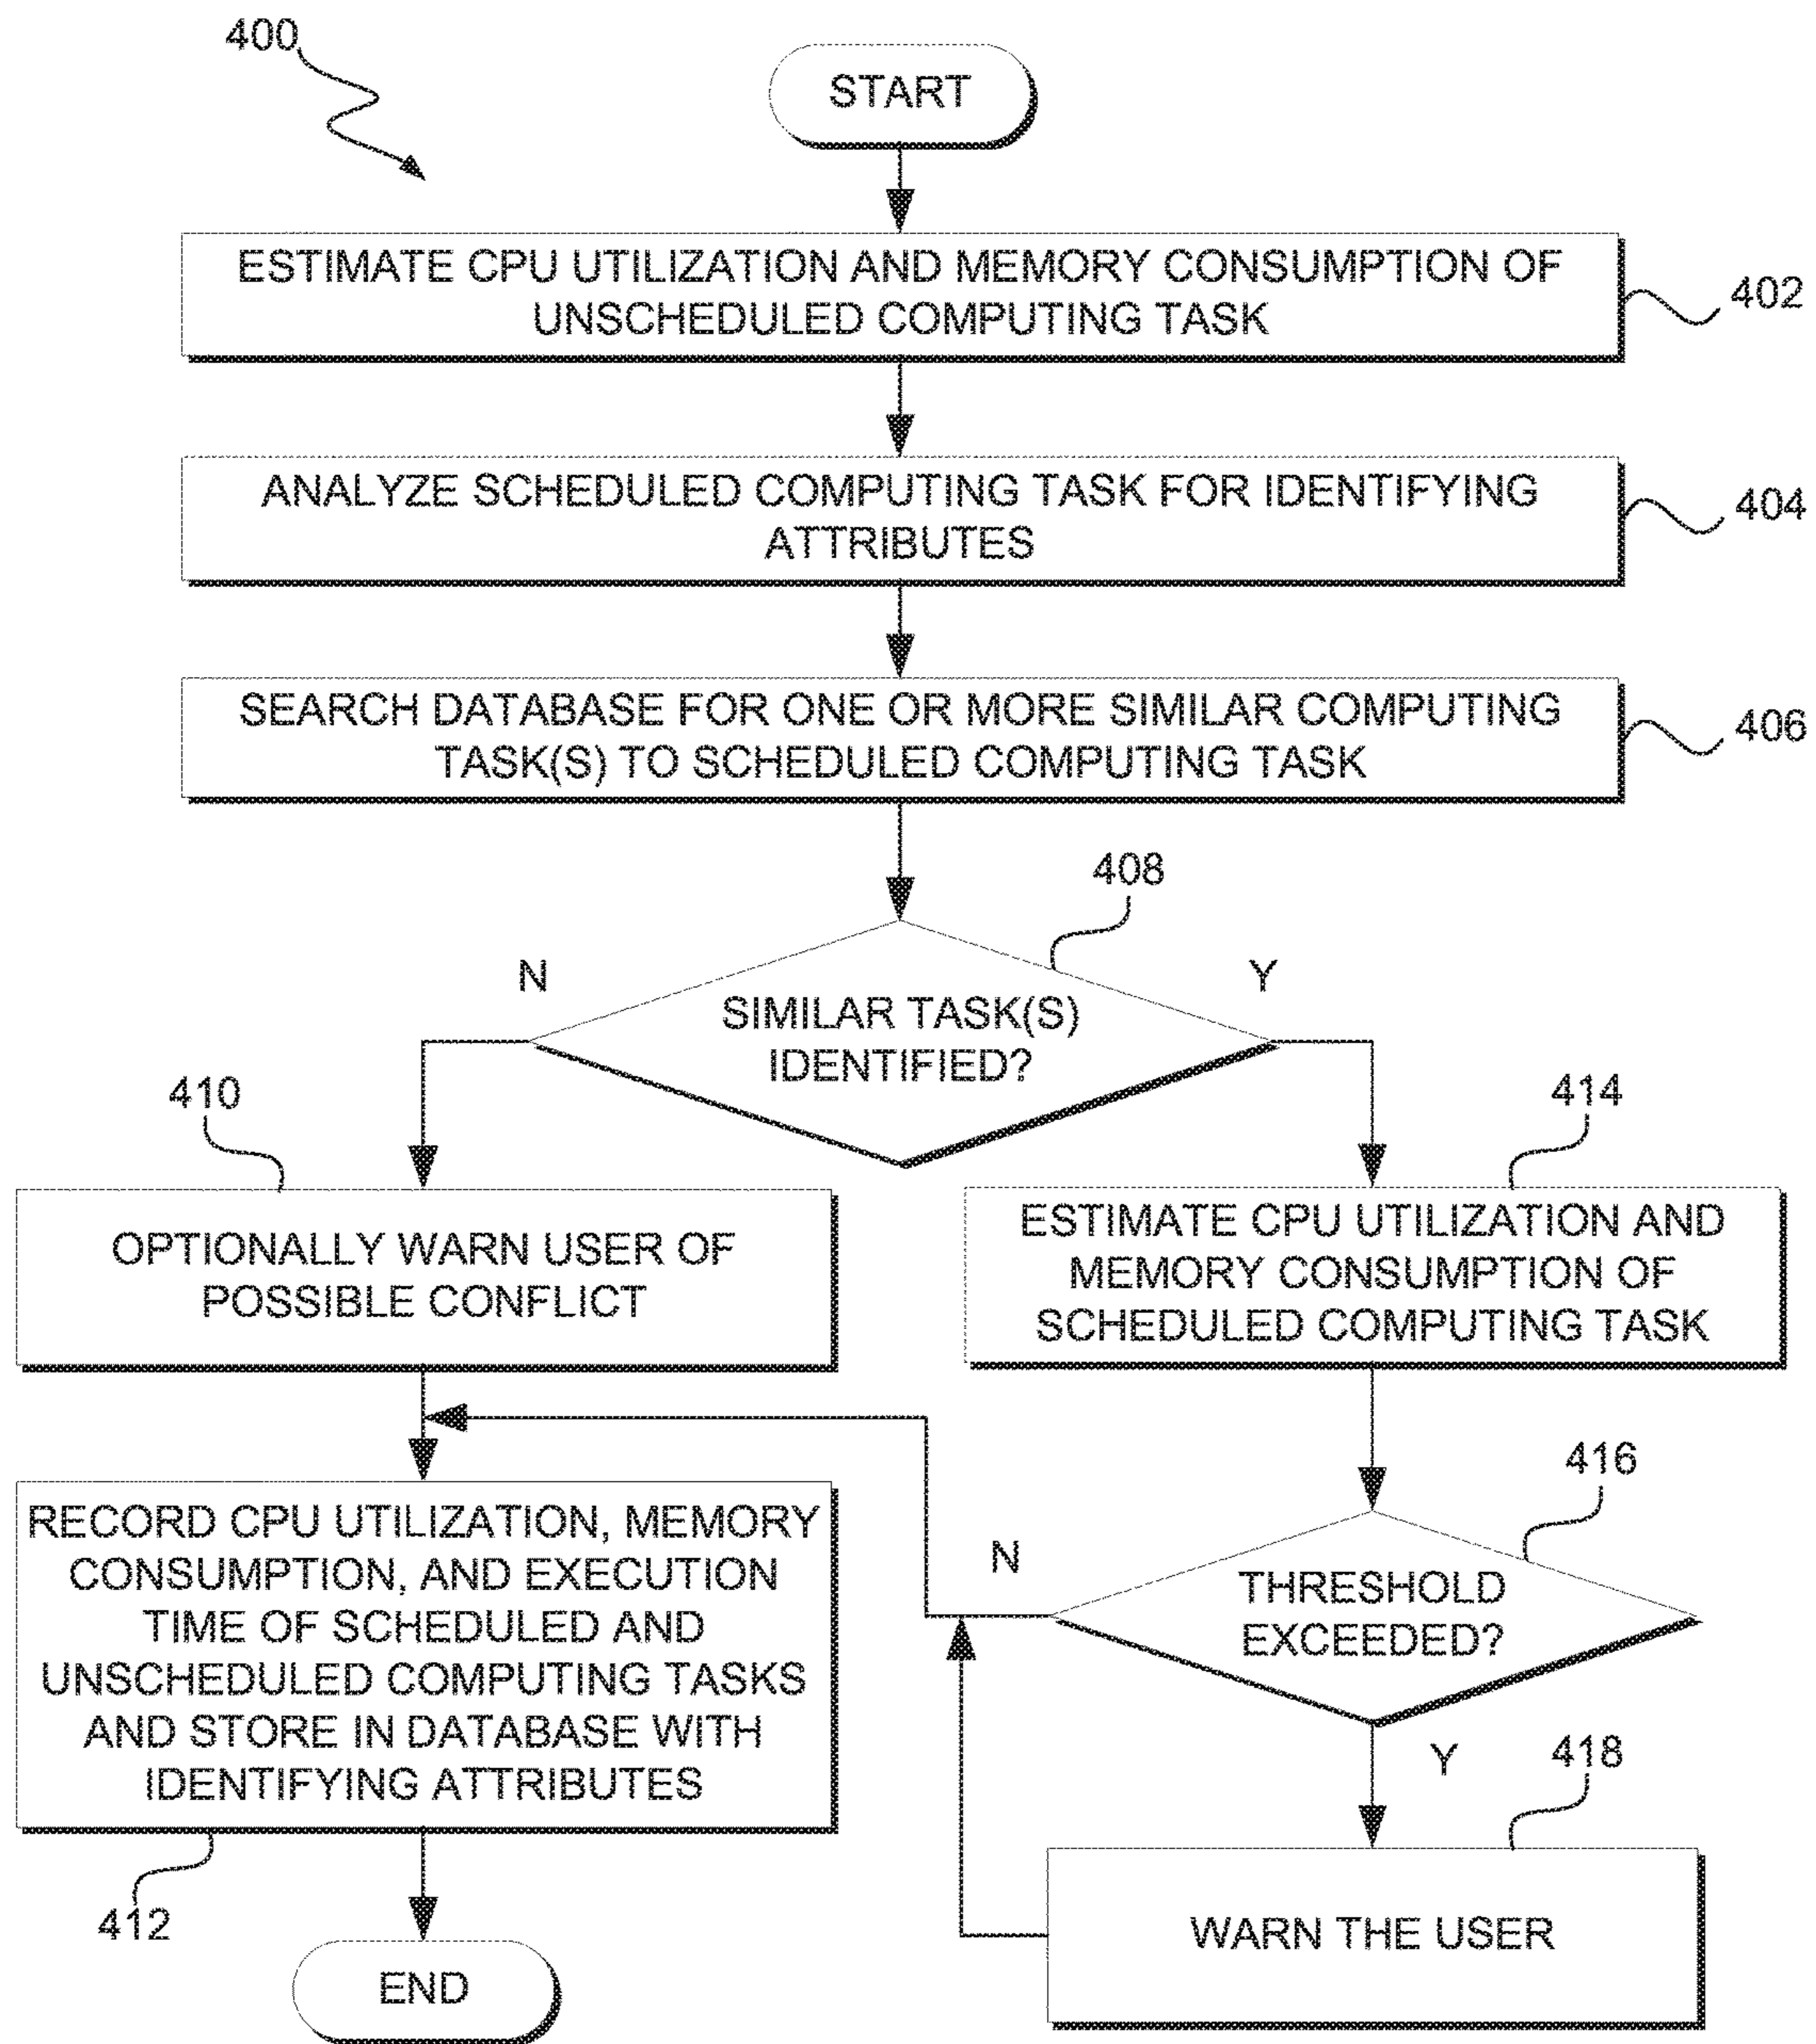 400
START
ESTIMATE CPU UTILIZATION AND MEMORY CONSUMPTION OF
UNSCHEDULED COMPUTING TASK
402
ANALYZE SCHEDULED COMPUTING TASK FOR IDENTIFYING
ATTRIBUTES
404
SEARCH DATABASE FOR ONE OR MORE SIMILAR COMPUTING
TASK(S) TO SCHEDULED COMPUTING TASK
406
408
N
Y
SIMILAR TASK(S)
IDENTIFIED?
410
OPTIONALLY WARN USER OF
POSSIBLE CONFLICT
414
ESTIMATE CPU UTILIZATION AND
MEMORY CONSUMPTION OF
SCHEDULED COMPUTING TASK
416
N
THRESHOLD
EXCEEDED?
Y
RECORD CPU UTILIZATION, MEMORY
CONSUMPTION, AND EXECUTION
TIME OF SCHEDULED AND
UNSCHEDULED COMPUTING TASKS
AND STORE IN DATABASE WITH
IDENTIFYING ATTRIBUTES
412
418
WARN THE USER
END